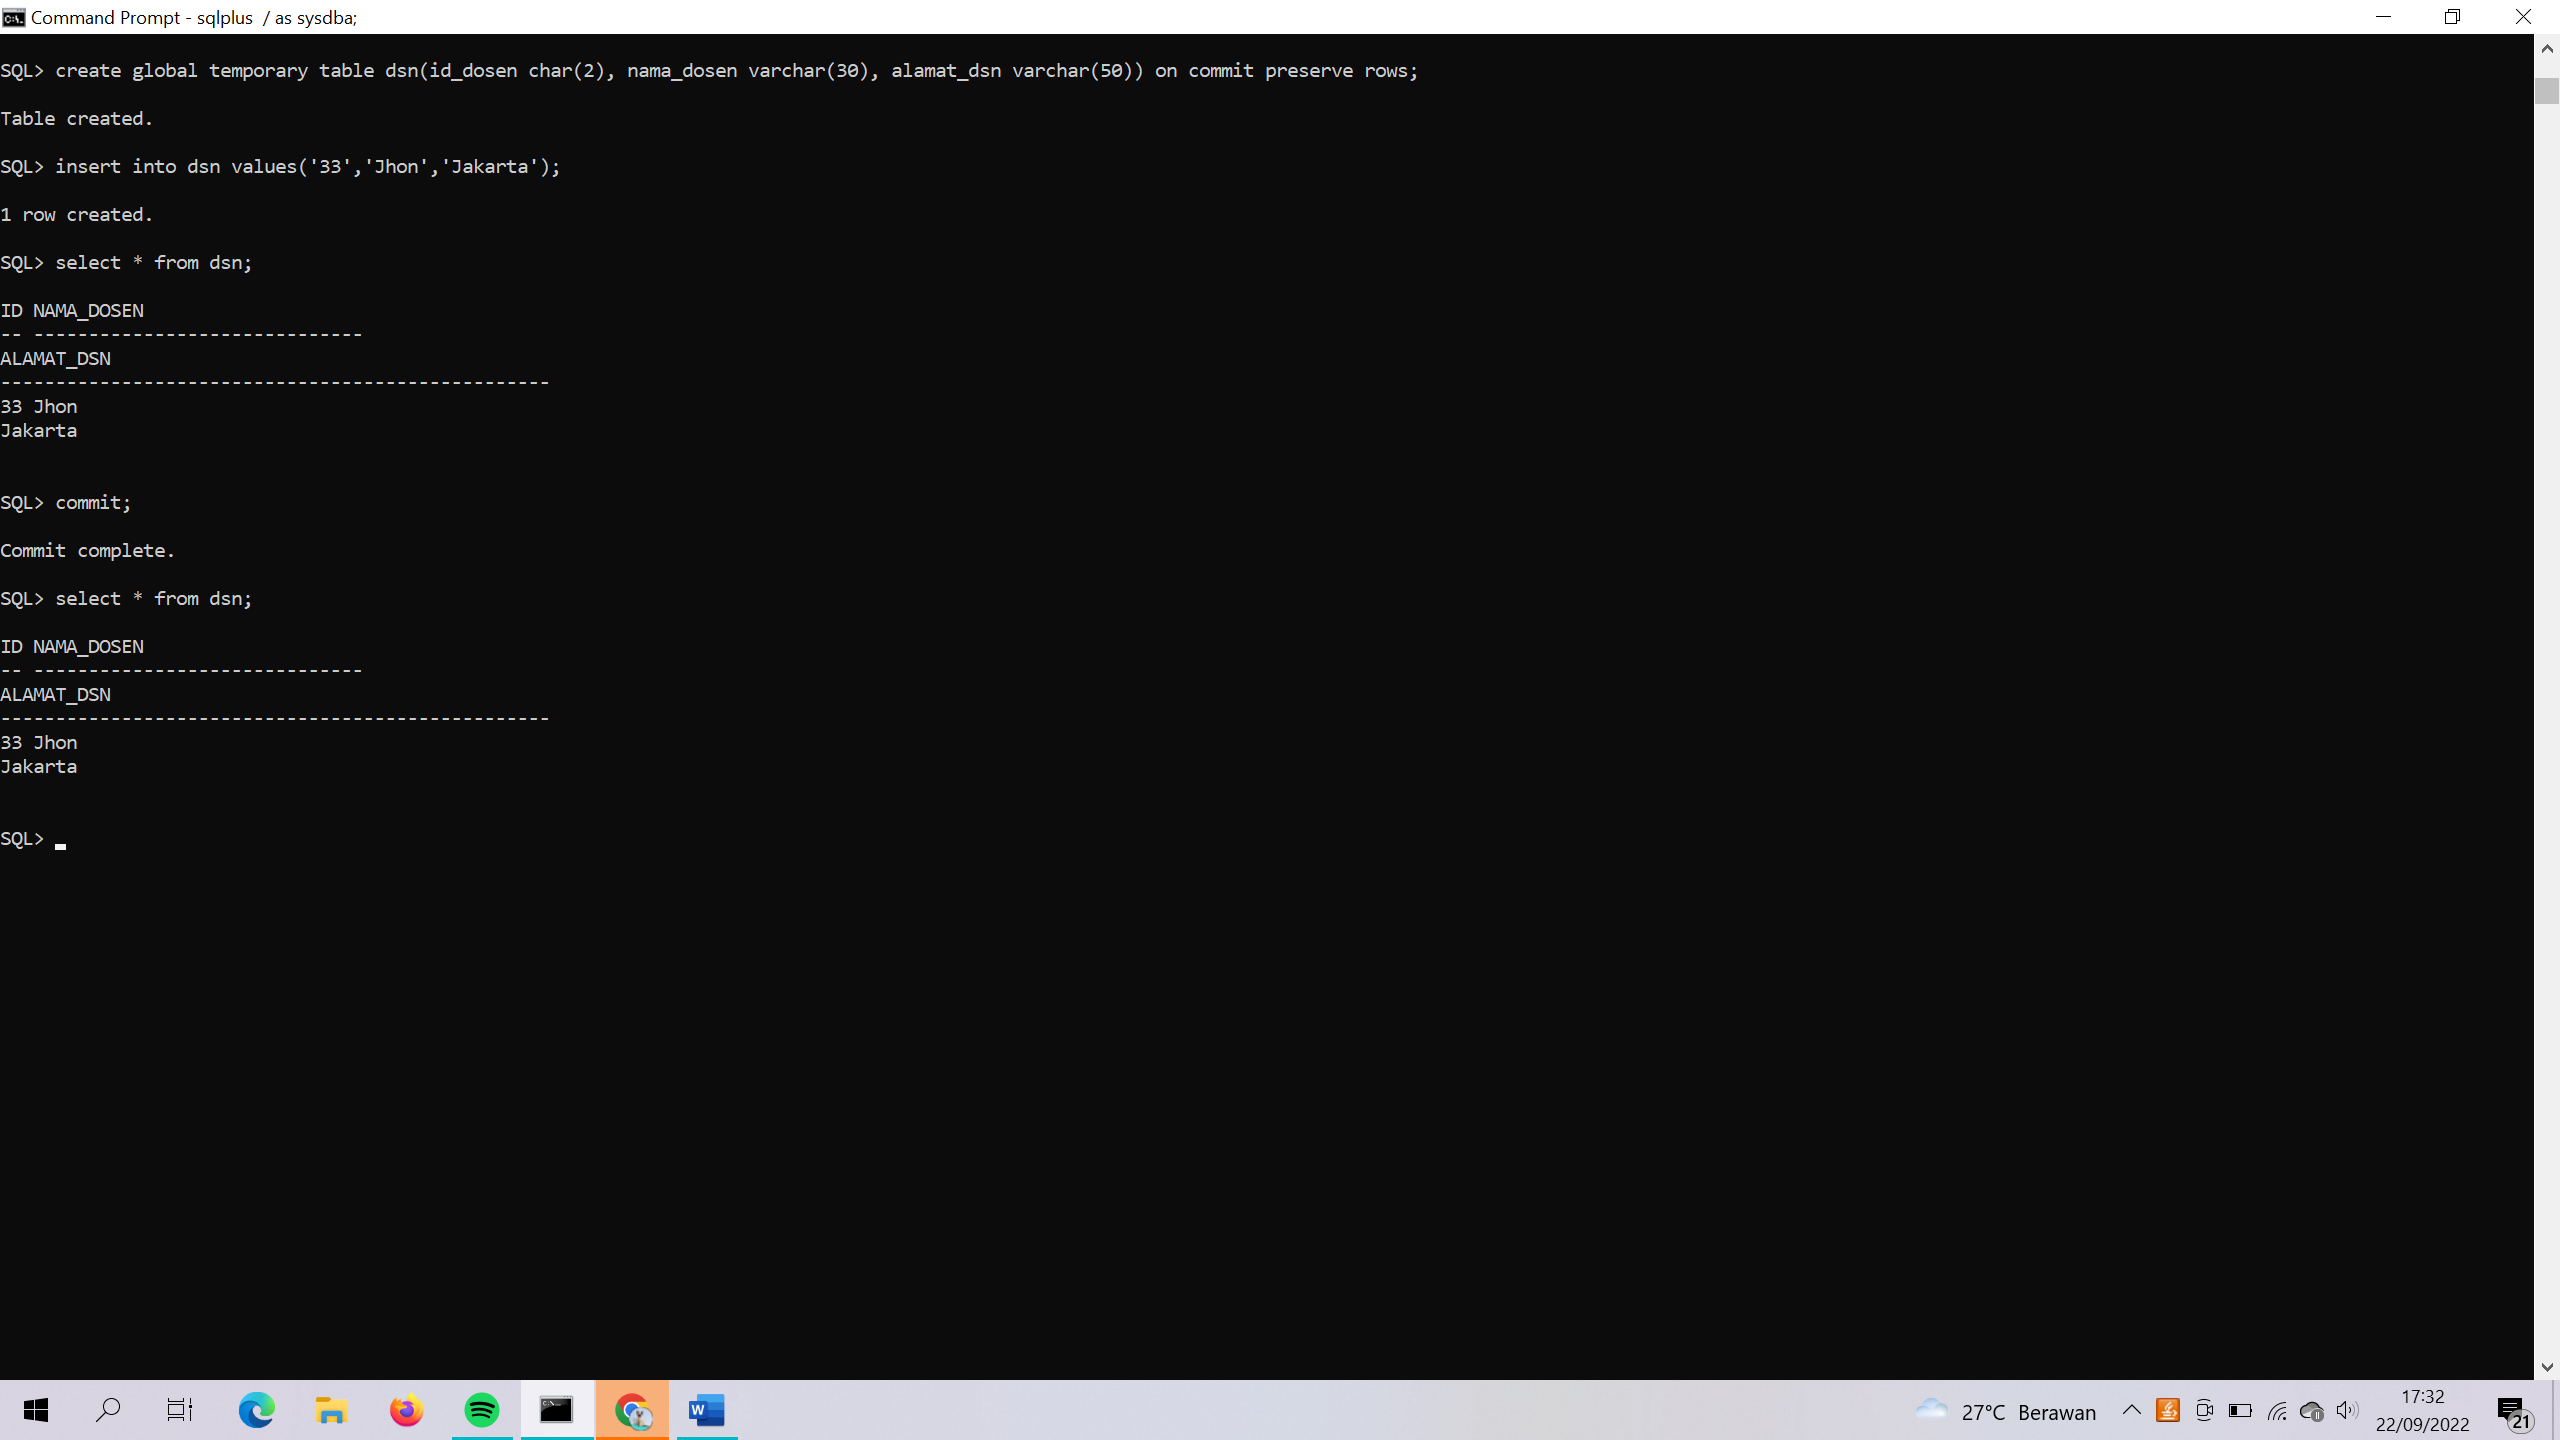 Command Prompt - sqlplus  / as sysdba;
SQL> create global temporary table dsn(id_dosen char(2), nama_dosen varchar(30), alamat_dsn varchar(50)) on commit preserve rows;
Table created.
SQL> insert into dsn values('33','Jhon','Jakarta');
1 row created.
SQL> select * from dsn;
ID NAMA_DOSEN
-- ------------------------------
ALAMAT_DSN
--------------------------------------------------
33 Jhon
Jakarta
SQL> commit;
Commit complete.
SQL> select * from dsn;
ID NAMA_DOSEN
-- ------------------------------
ALAMAT_DSN
--------------------------------------------------
33 Jhon
Jakarta
SQL>
27°C  Berawan
17:32
22/09/2022
21